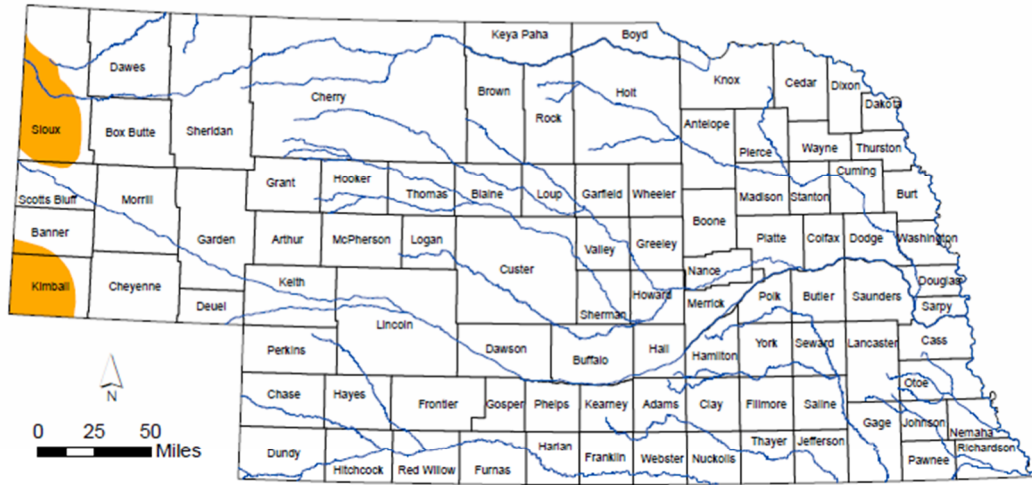 Keya Paha Boyd
Dawes Cherry Brown Rock Holt Knox Cedar Dixon Dakota
Sioux Box Butte Sheridan Antelope Pierce Wayne Thurston
Grant Hooker Thomas Blaine Loup Garfield Wheeler Madison Stanton Cuming Burt
Scotts Bluff Morrill Boone
Banner Garden Arthur McPherson Logan Custer Valley Greeley Platte Colfax Dodge Washington
Kimball Cheyenne Deuel Keith Lincoln Sherman Howard Nance Merrick Polk Butler Saunders Douglas
Sarpy
Perkins Dawson Buffalo Hall Hamilton York Seward Lancaster Cass
Otoe
Chase Hayes Frontier Gosper Phelps Kearney Adams Clay Fillmore Saline Gage Johnson Nemaha
Dundy Hitchcock Red Willow Furnas Harlan Franklin Webster Nuckolls Thayer Jefferson Pawnee Richardson
N
0 25 50 Miles